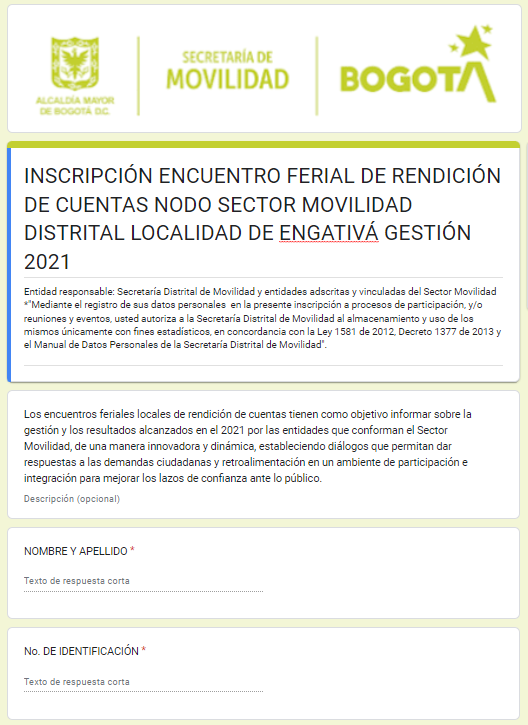 ALCALDÍA MAYOR
DE BOGOTÁ D.C.
SECRETARÍA DE
MOVILIDAD
BOGOTÁ
INSCRIPCIÓN ENCUENTRO FERIAL DE RENDICIÓN
DE CUENTAS NODO SECTOR MOVILIDAD
DISTRITAL LOCALIDAD DE ENGATIVÁ GESTIÓN
2021
Entidad responsable: Secretaría Distrital de Movilidad y entidades adscritas y vinculadas del Sector Movilidad
*"Mediante el registro de sus datos personales en la presente inscripción a procesos de participación, y/o
reuniones y eventos, usted autoriza a la Secretaría Distrital de Movilidad al almacenamiento y uso de los
mismos únicamente con fines estadísticos, en concordancia con la Ley 1581 de 2012, Decreto 1377 de 2013 y
el Manual de Datos Personales de la Secretaría Distrital de Movilidad".
Los encuentros feriales locales de rendición de cuentas tienen como objetivo informar sobre la
gestión y los resultados alcanzados en el 2021 por las entidades que conforman el Sector
Movilidad, de una manera innovadora y dinámica, estableciendo diálogos que permitan dar
respuestas a las demandas ciudadanas y retroalimentación en un ambiente de participación e
integración para mejorar los lazos de confianza ante lo público.
Descripción (opcional)
NOMBRE Y APELLIDO *
Texto de respuesta corta
No. DE IDENTIFICACIÓN *
Texto de respuesta corta